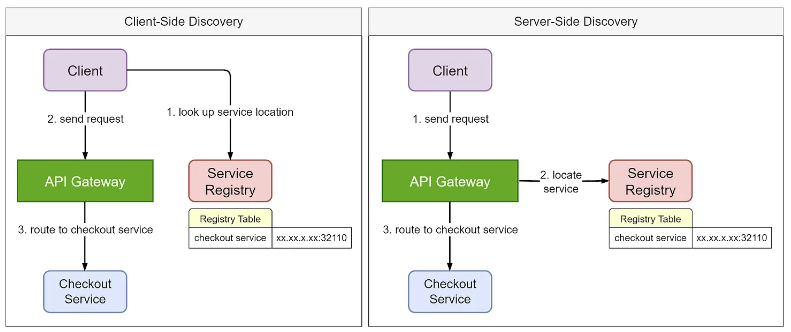 Client-Side Discovery
Client
1. look up service location
2. send request
API Gateway
Service
Registry
Registry Table
checkout service
xx.xx.x.xx:32110
3. route to checkout service
Checkout
Service
Server-Side Discovery
Client
1. send request
API Gateway
2. locate
service
Service
Registry
Registry Table
checkout service
xx.xx.x.xx:32110
3. route to checkout service
Checkout
Service